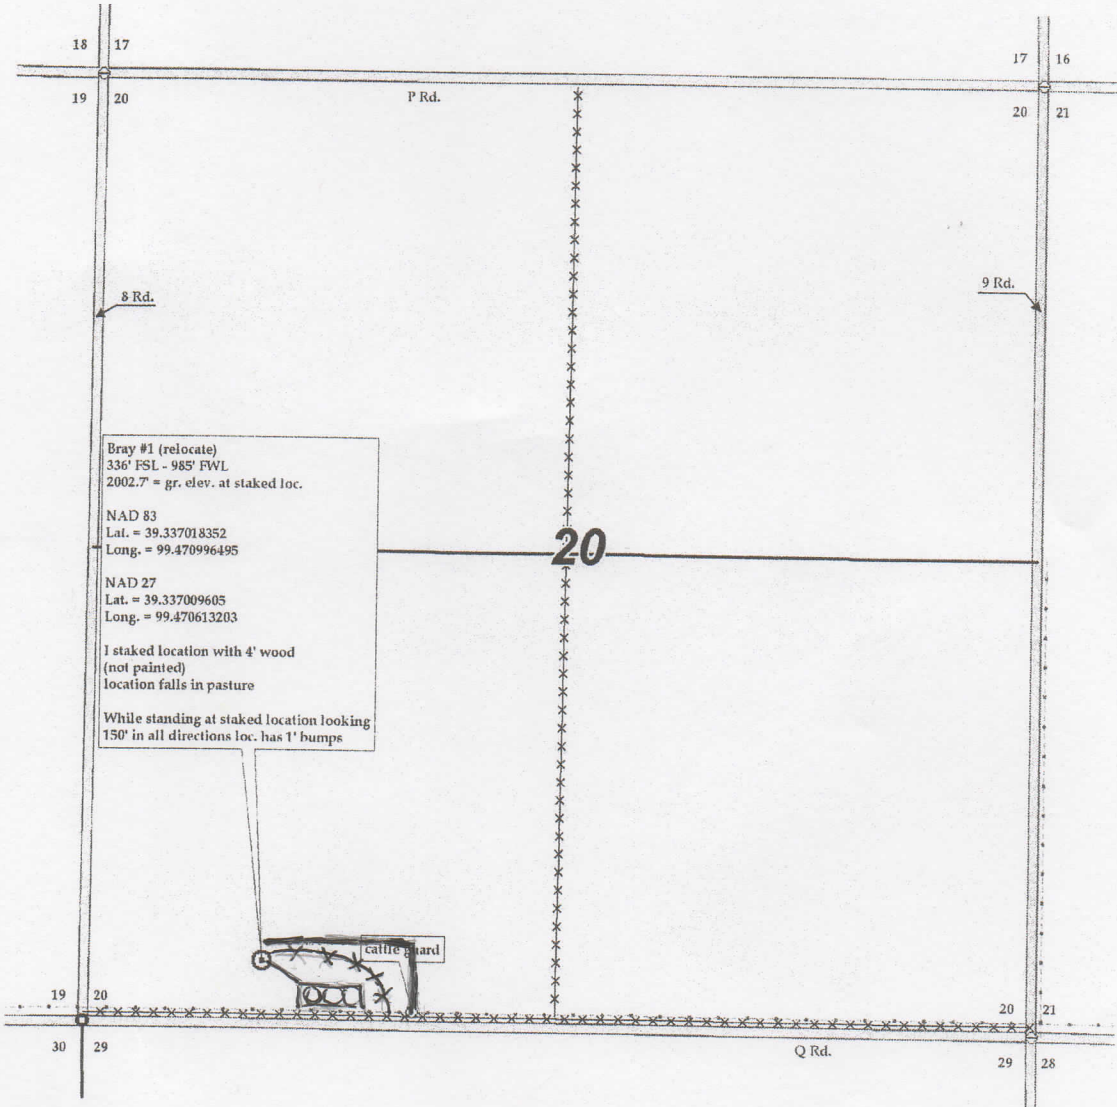 18 17
17 16
19 20
P Rd.
20 21
8 Rd.
9 Rd.
Bray #1 (relocate)
336' FSL - 985' FWL
2002.7' = gr. elev. at staked loc.
NAD 83
Lat. = 39.337018352
Long. = 99.470996495
20
NAD 27
Lat. = 39.337009605
Long. = 99.470613203
I staked location with 4' wood
(not painted)
location falls in pasture
While standing at staked location looking
150' in all directions loc. has 1' bumps
cattle guard
19 20
20 21
30 29
Q Rd.
29 28